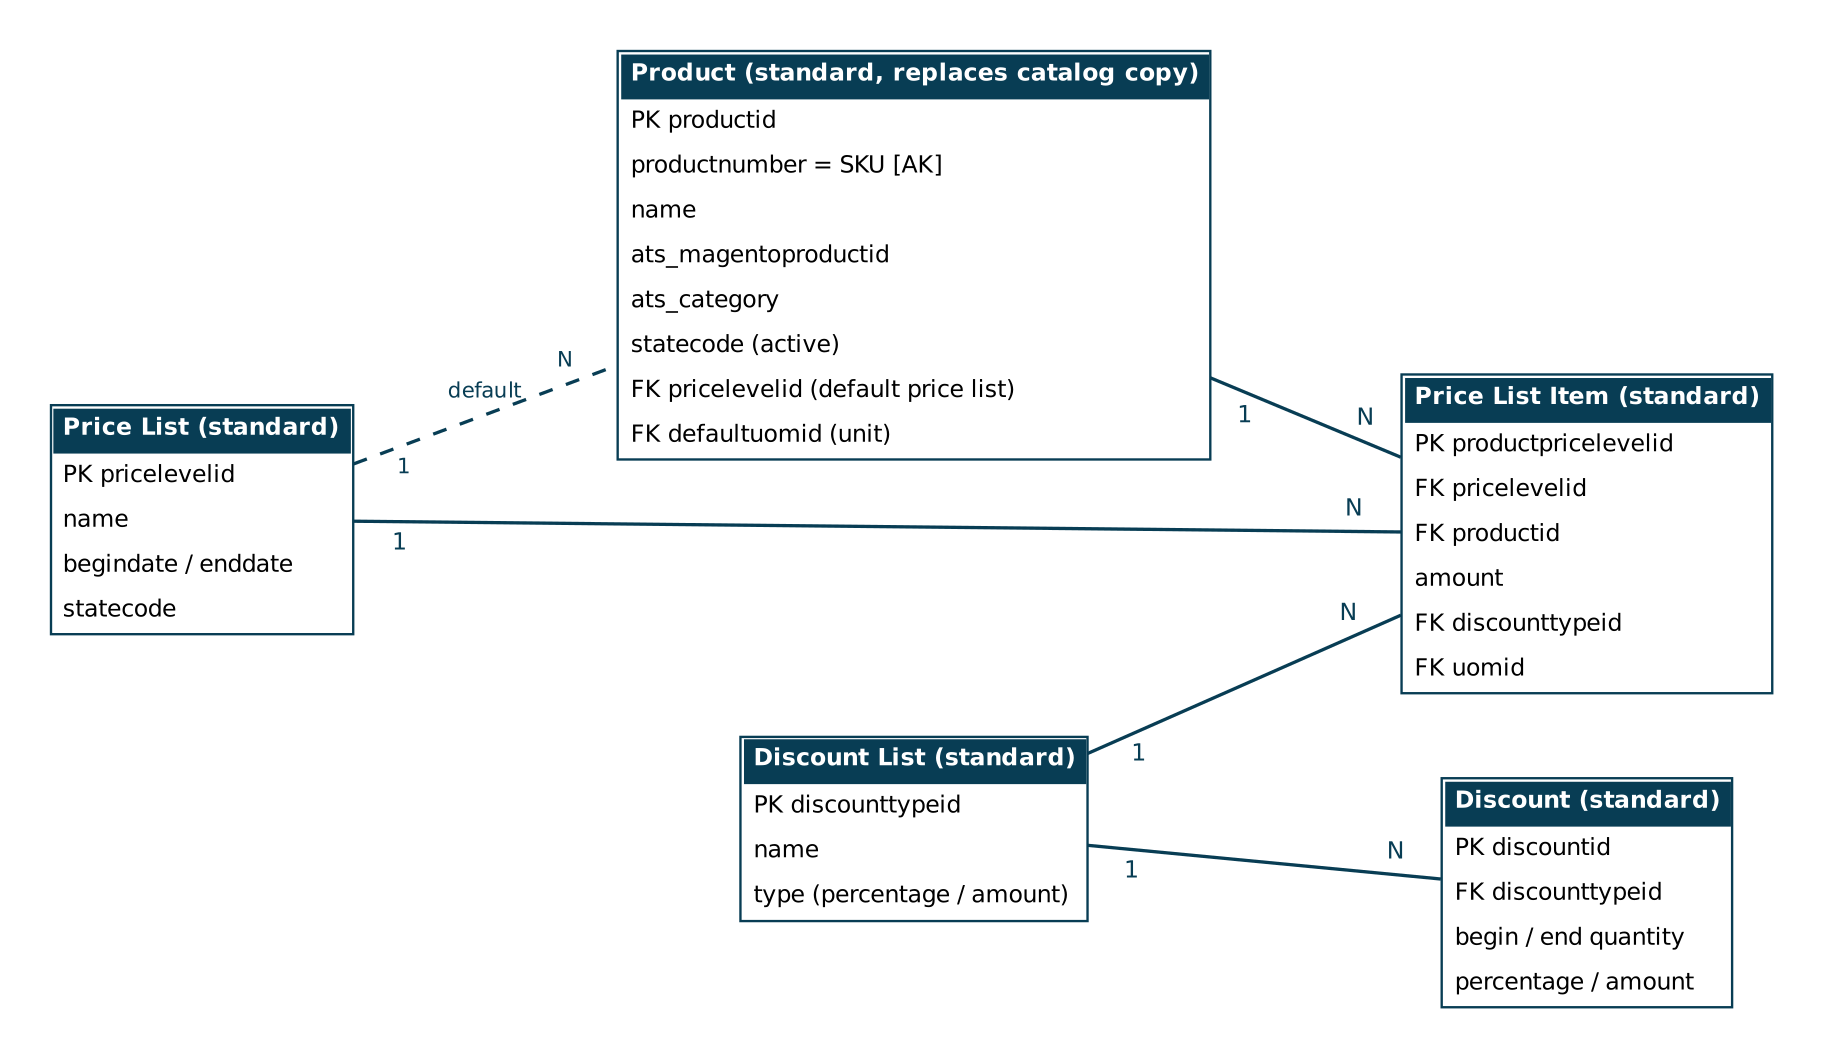 Product (standard, replaces catalog copy)
PK productid
productnumber = SKU [AK]
name
ats_magentoproductid
ats_category
statecode (active)
FK pricelevelid (default price list)
FK defaultuomid (unit)
N
default
1
Price List (standard)
PK pricelevelid
name
begindate / enddate
statecode
1
N
1
N
Price List Item (standard)
PK productpricelevelid
FK pricelevelid
FK productid
amount
FK discounttypeid
FK uomid
N
1
Discount List (standard)
PK discounttypeid
name
type (percentage / amount)
1
N
Discount (standard)
PK discountid
FK discounttypeid
begin / end quantity
percentage / amount